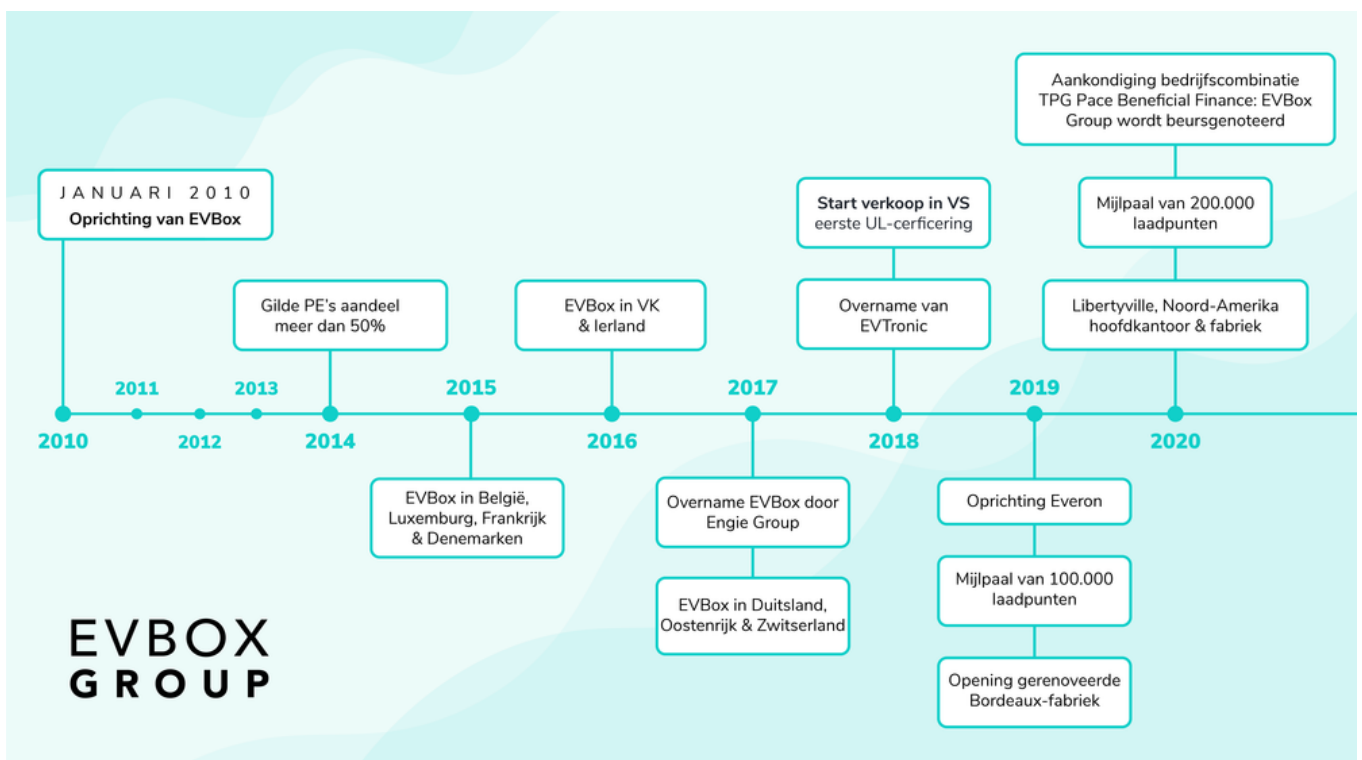 Aankondiging bedrijfscombinatie
TPG Pace Beneficial Finance: EVBox
Group wordt beursgenoteerd
JANUARI 2010
Oprichting van EVBox
Start verkoop in VS
eerste UL-cerficering
Mijlpaal van 200.000
laadpunten
Gilde PE's aandeel
meer dan 50%
EVBox in VK
& Ierland
Overname van
EVTronic
Libertyville, Noord-Amerika
hoofdkantoor & fabriek
2011
2013
2015
2017
2019
2010
2012
2014
2016
2018
2020
EVBox in België,
Luxemburg, Frankrijk
& Denemarken
Overname EVBox door
Engie Group
Oprichting Everon
EVBox in Duitsland,
Oostenrijk & Zwitserland
Mijlpaal van 100.000
laadpunten
Opening gerenoveerde
Bordeaux-fabriek
EVBOX
GROUP